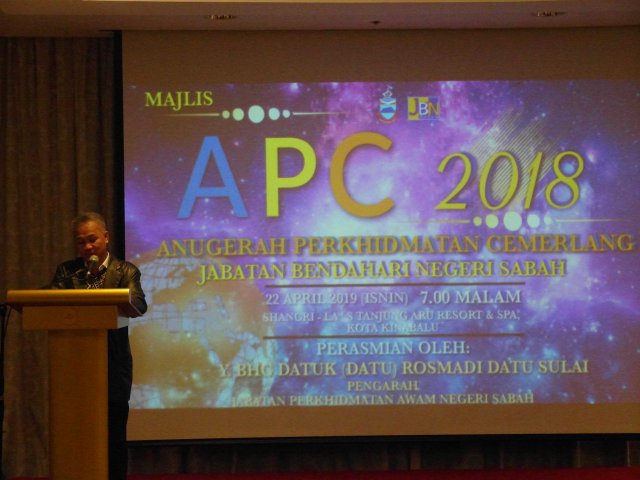 MAJLIS
JBN
APC 2018
ANUGERAH PERKHIDMATAN CEMERLANG
JABATAN BENDAHARI NEGERI SABAH
22 APRIL 2019 (ISNIN) 7.00 MALAM
SHANGRI - LA'S TANJUNG ARU RESORT & SPA,
KOTA KINABALU
PERASMIAN OLEH:
Y. BHG DATUK (DATU) ROSMADI DATU SULAI
PENGARAH,
JABATAN PERKHIDMATAN AWAM NEGERI SABAH